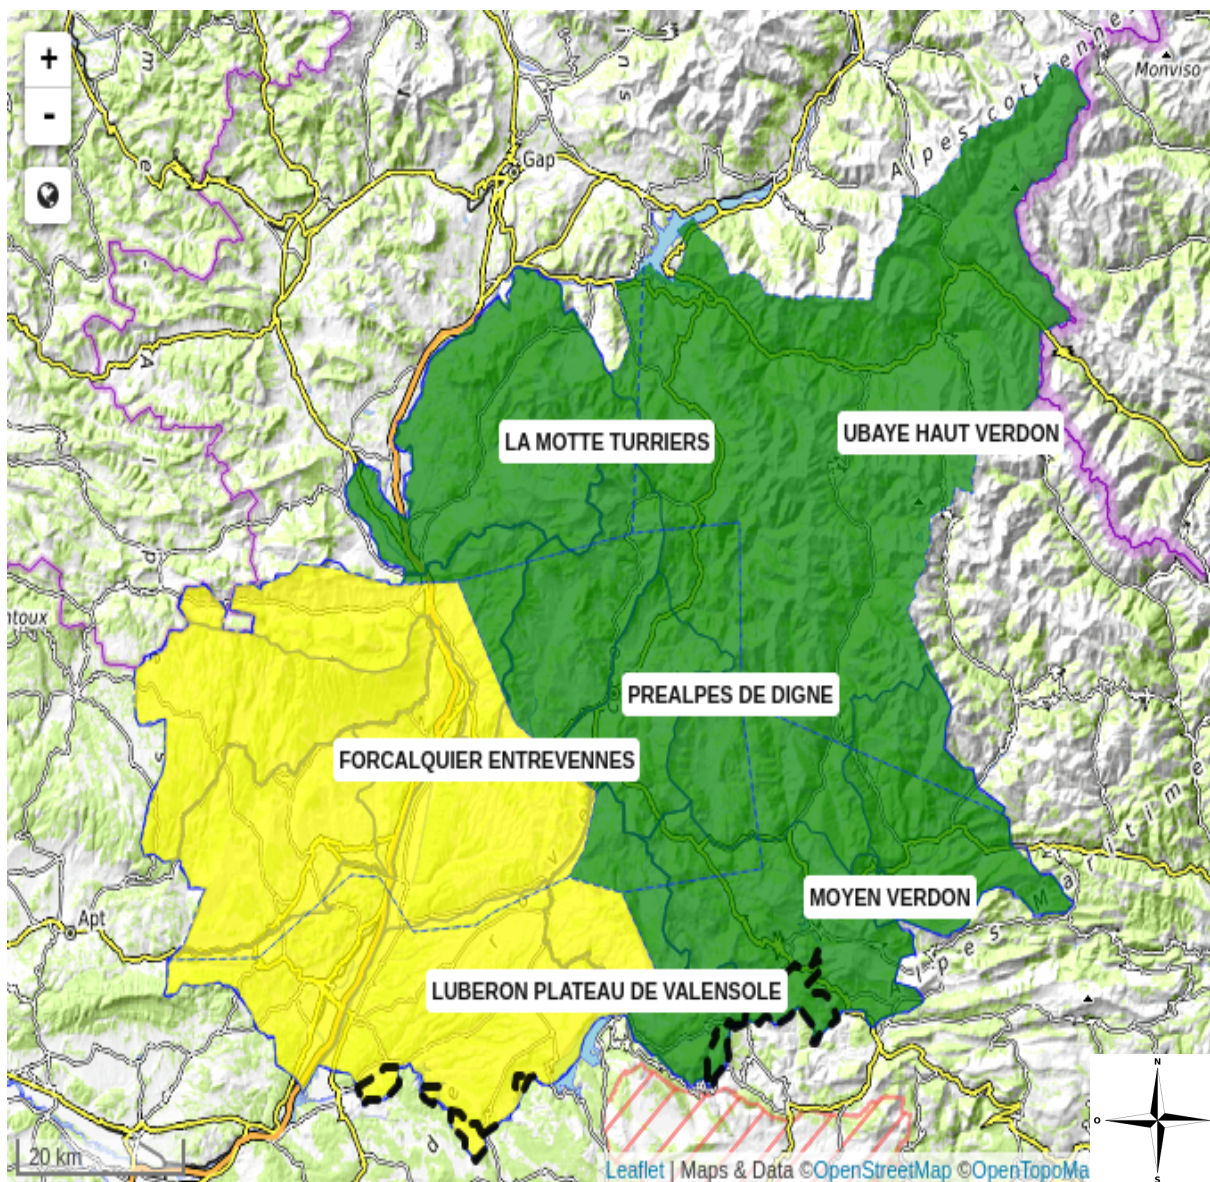 +
-
Monviso
Alpes cottiennes
Gap
LA MOTTE TURRIERS
UBAYE HAUT VERDON
ntoux
PREALPES DE DIGNE
FORCALQUIER ENTREVENNES
MOYEN VERDON
Apt
LUBERON PLATEAU DE VALENSOLE
N
O
S
20 km
Leaflet | Maps & Data ©OpenStreetMap ©OpenTopoMa